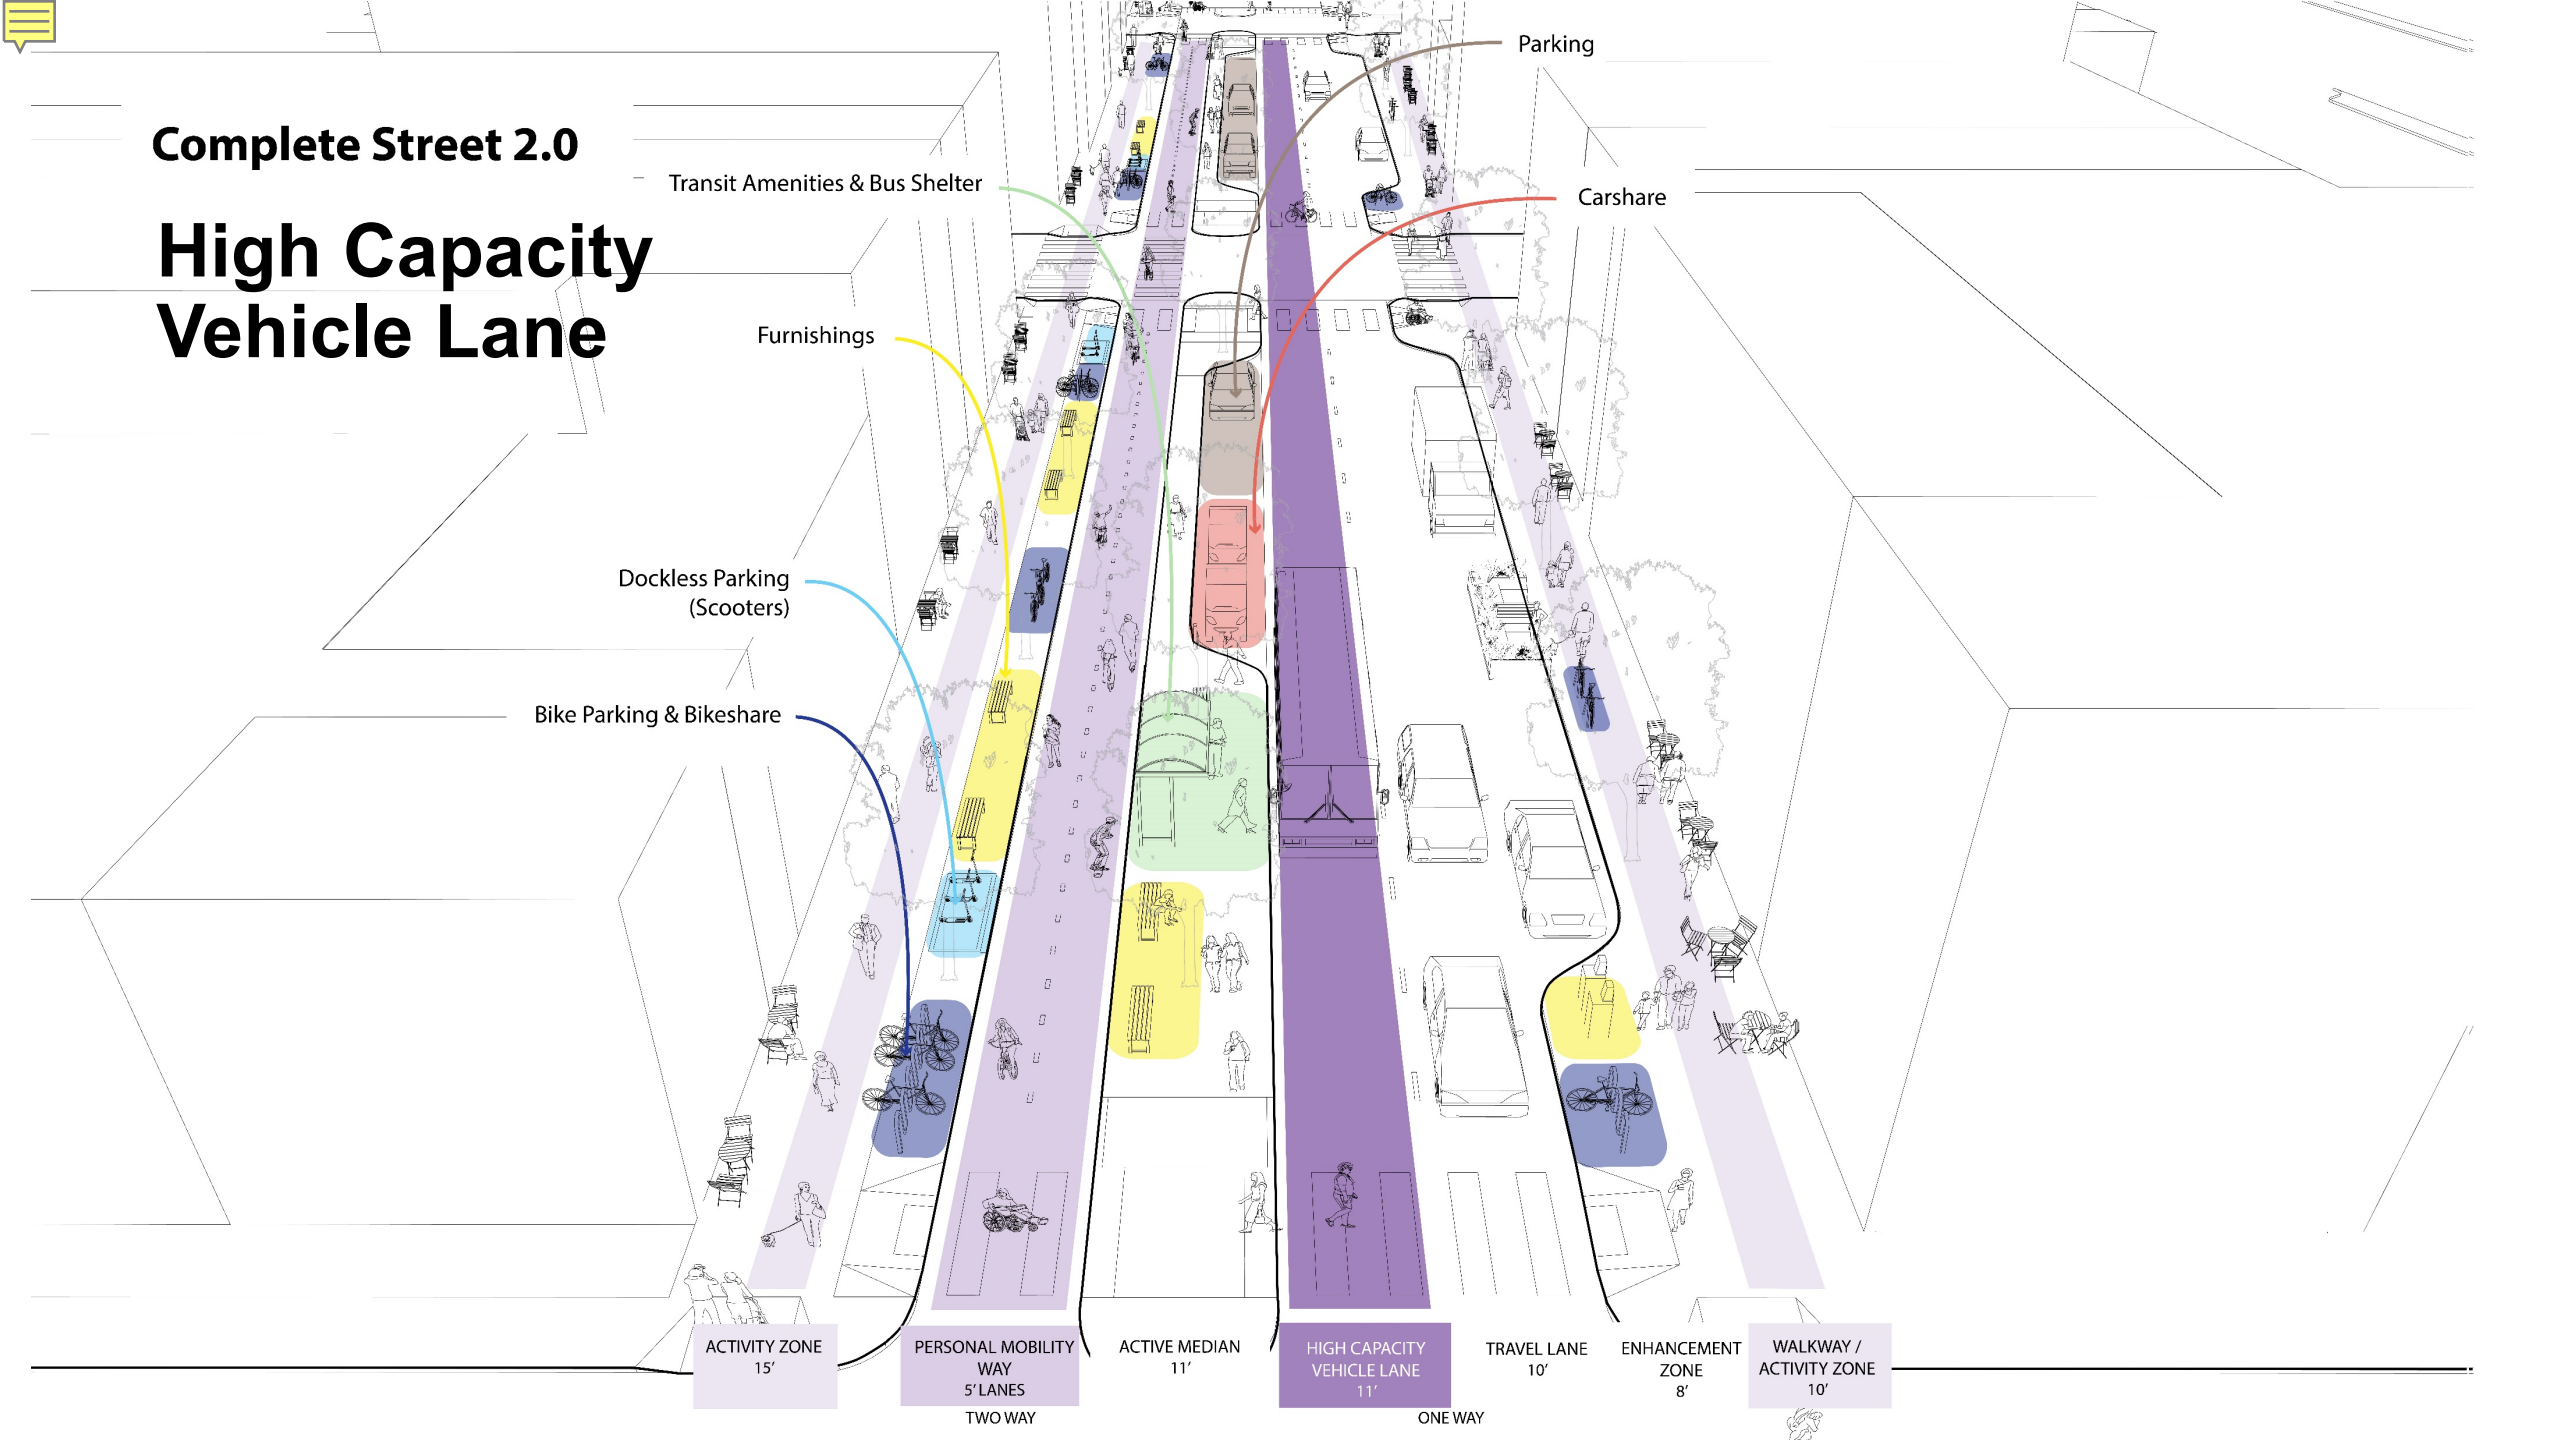 Complete Street 2.0
High Capacity
Vehicle Lane
Parking
Transit Amenities & Bus Shelter
Carshare
Furnishings
Dockless Parking
(Scooters)
Bike Parking & Bikeshare
ACTIVITY ZONE
15’
PERSONAL MOBILITY
WAY
5’ LANES
TWO WAY
ACTIVE MEDIAN
11’
HIGH CAPACITY
VEHICLE LANE
11’
TRAVEL LANE
10’
ONE WAY
ENHANCEMENT
ZONE
8’
WALKWAY /
ACTIVITY ZONE
10’